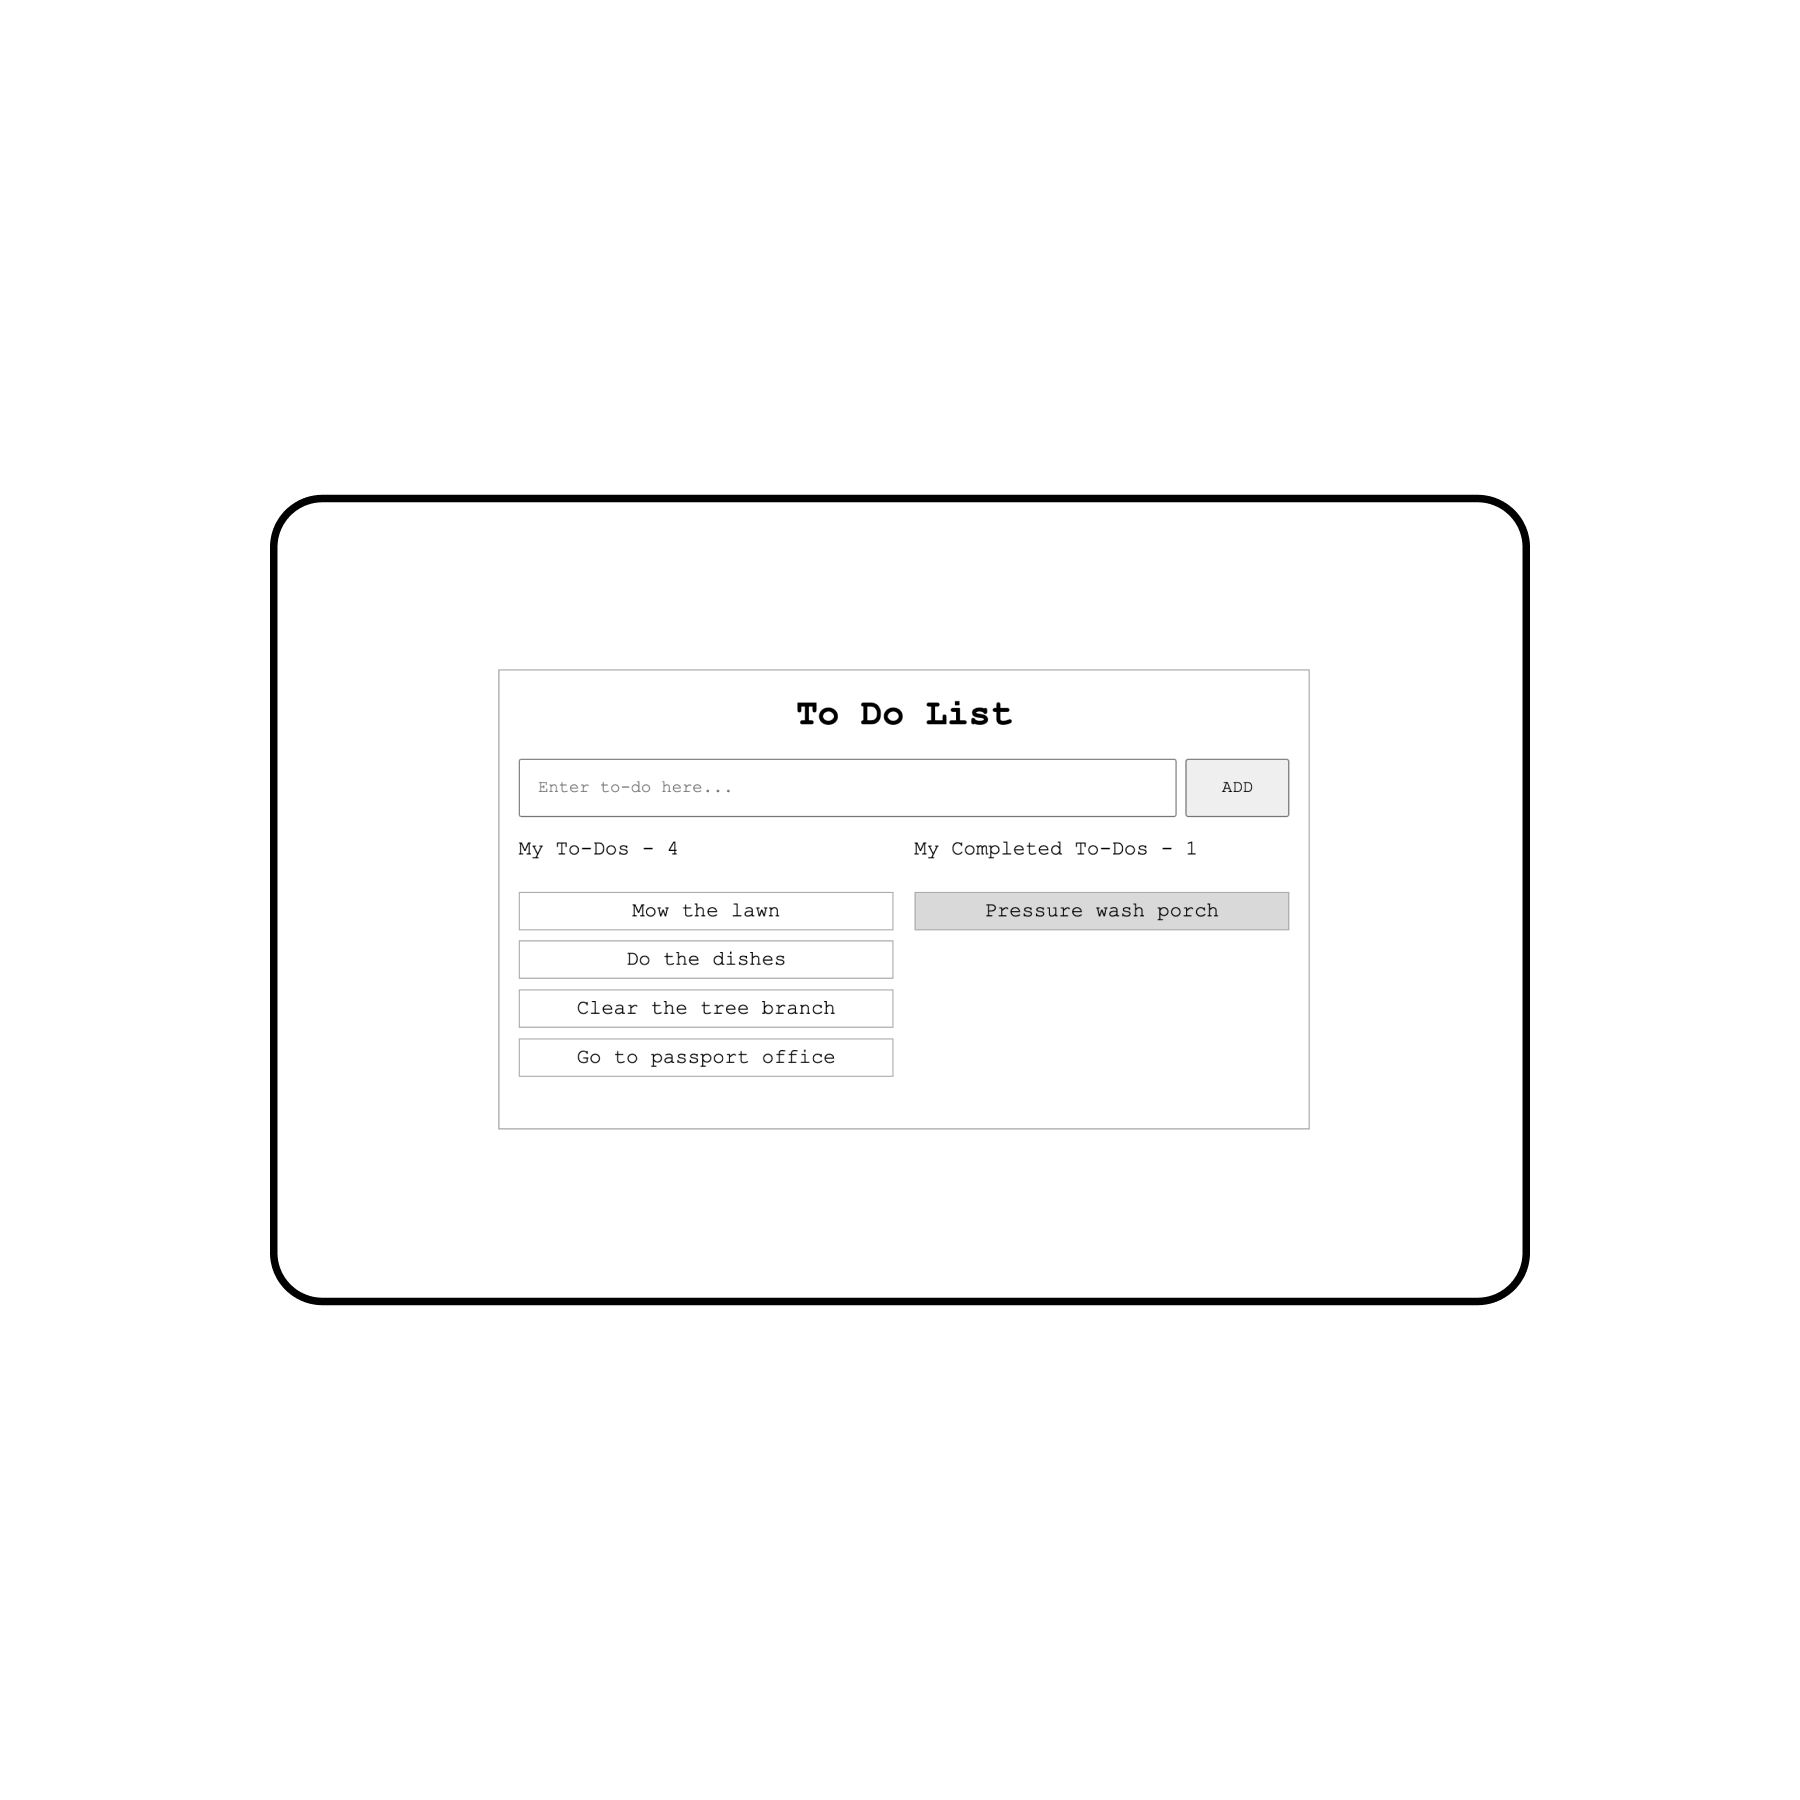 To Do List
Enter to-do here...
ADD
My To-Dos - 4
Mow the lawn
Do the dishes
Clear the tree branch
Go to passport office
My Completed To-Dos - 1
Pressure wash porch